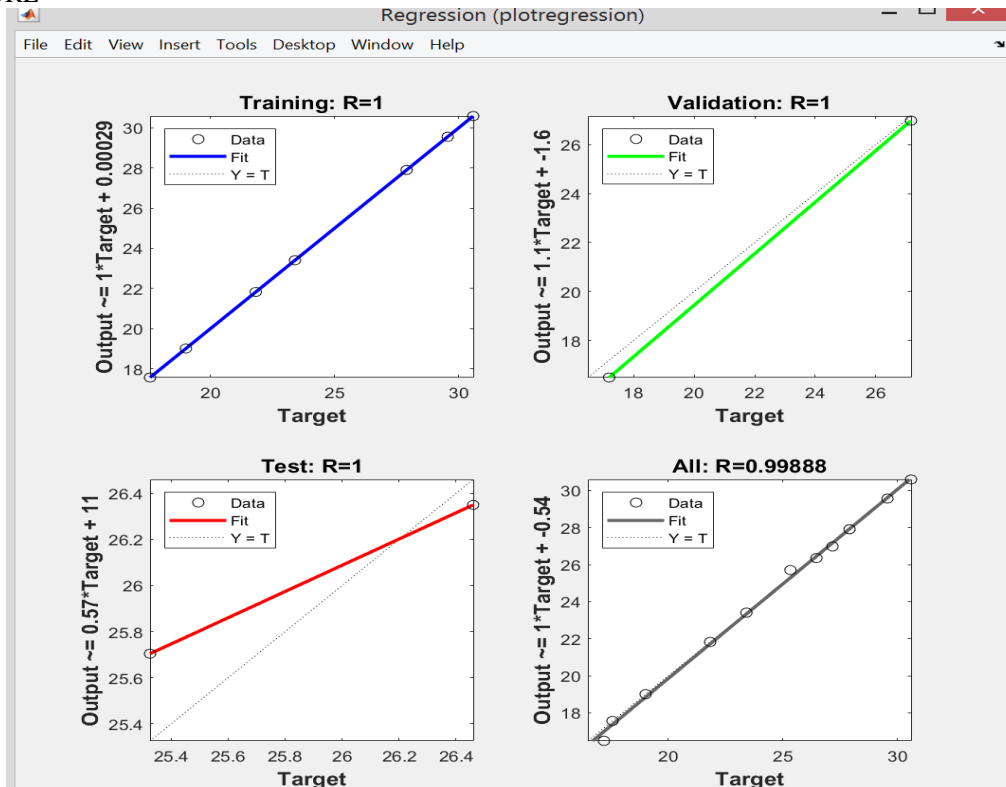 Regression (plotregression)
File Edit View Insert Tools Desktop Window Help
Training: R=1
Output ~= 1*Target + 0.00029
30
28
26
24
22
20
18
Data
Fit
Y = T
20 25 30
Target
Validation: R=1
Output ~= 1.1*Target + -1.6
26
24
22
20
18
Data
Fit
Y = T
18 20 22 24 26
Target
Test: R=1
Output ~= 0.57*Target + 11
26.4
26.2
26
25.8
25.6
25.4
Data
Fit
Y = T
25.4 25.6 25.8 26 26.2 26.4
Target
All: R=0.99888
Output ~= 1*Target + -0.54
30
28
26
24
22
20
18
Data
Fit
Y = T
20 25 30
Target